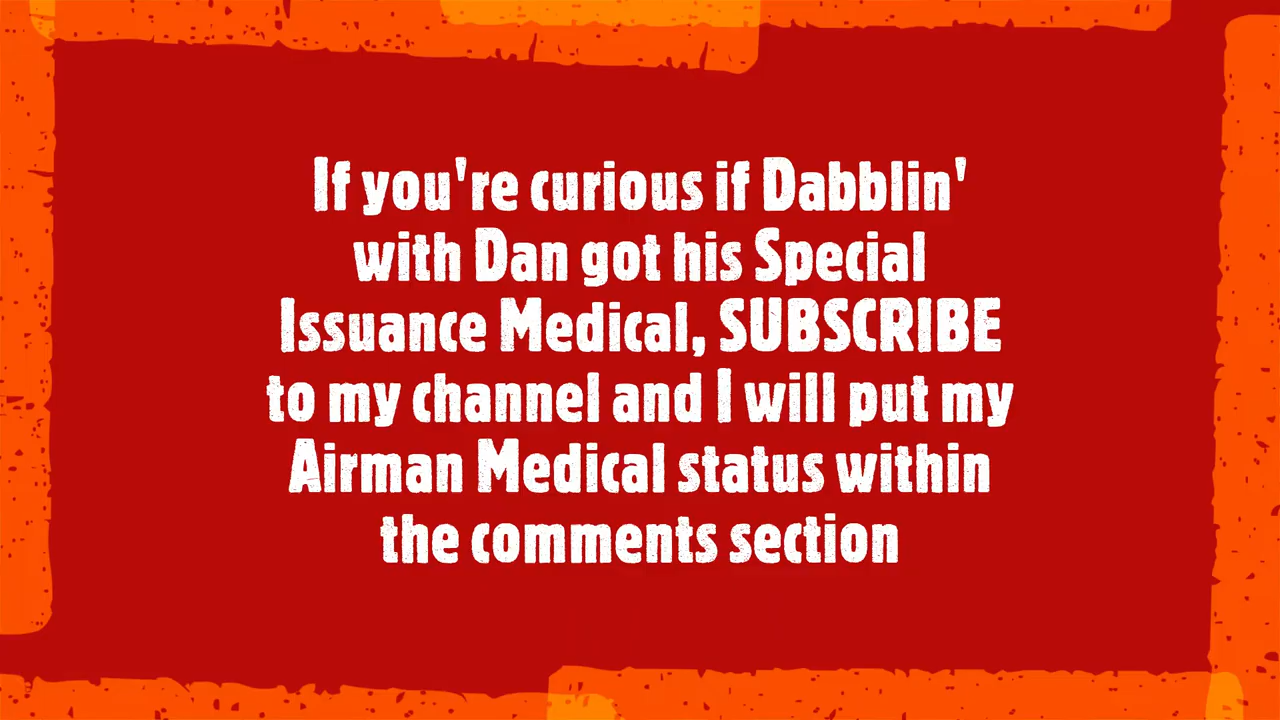 If you're curious if Dabblin'
with Dan got his Special
Issuance Medical, SUBSCRIBE
to my channel and I will put my
Airman Medical status within
the comments section